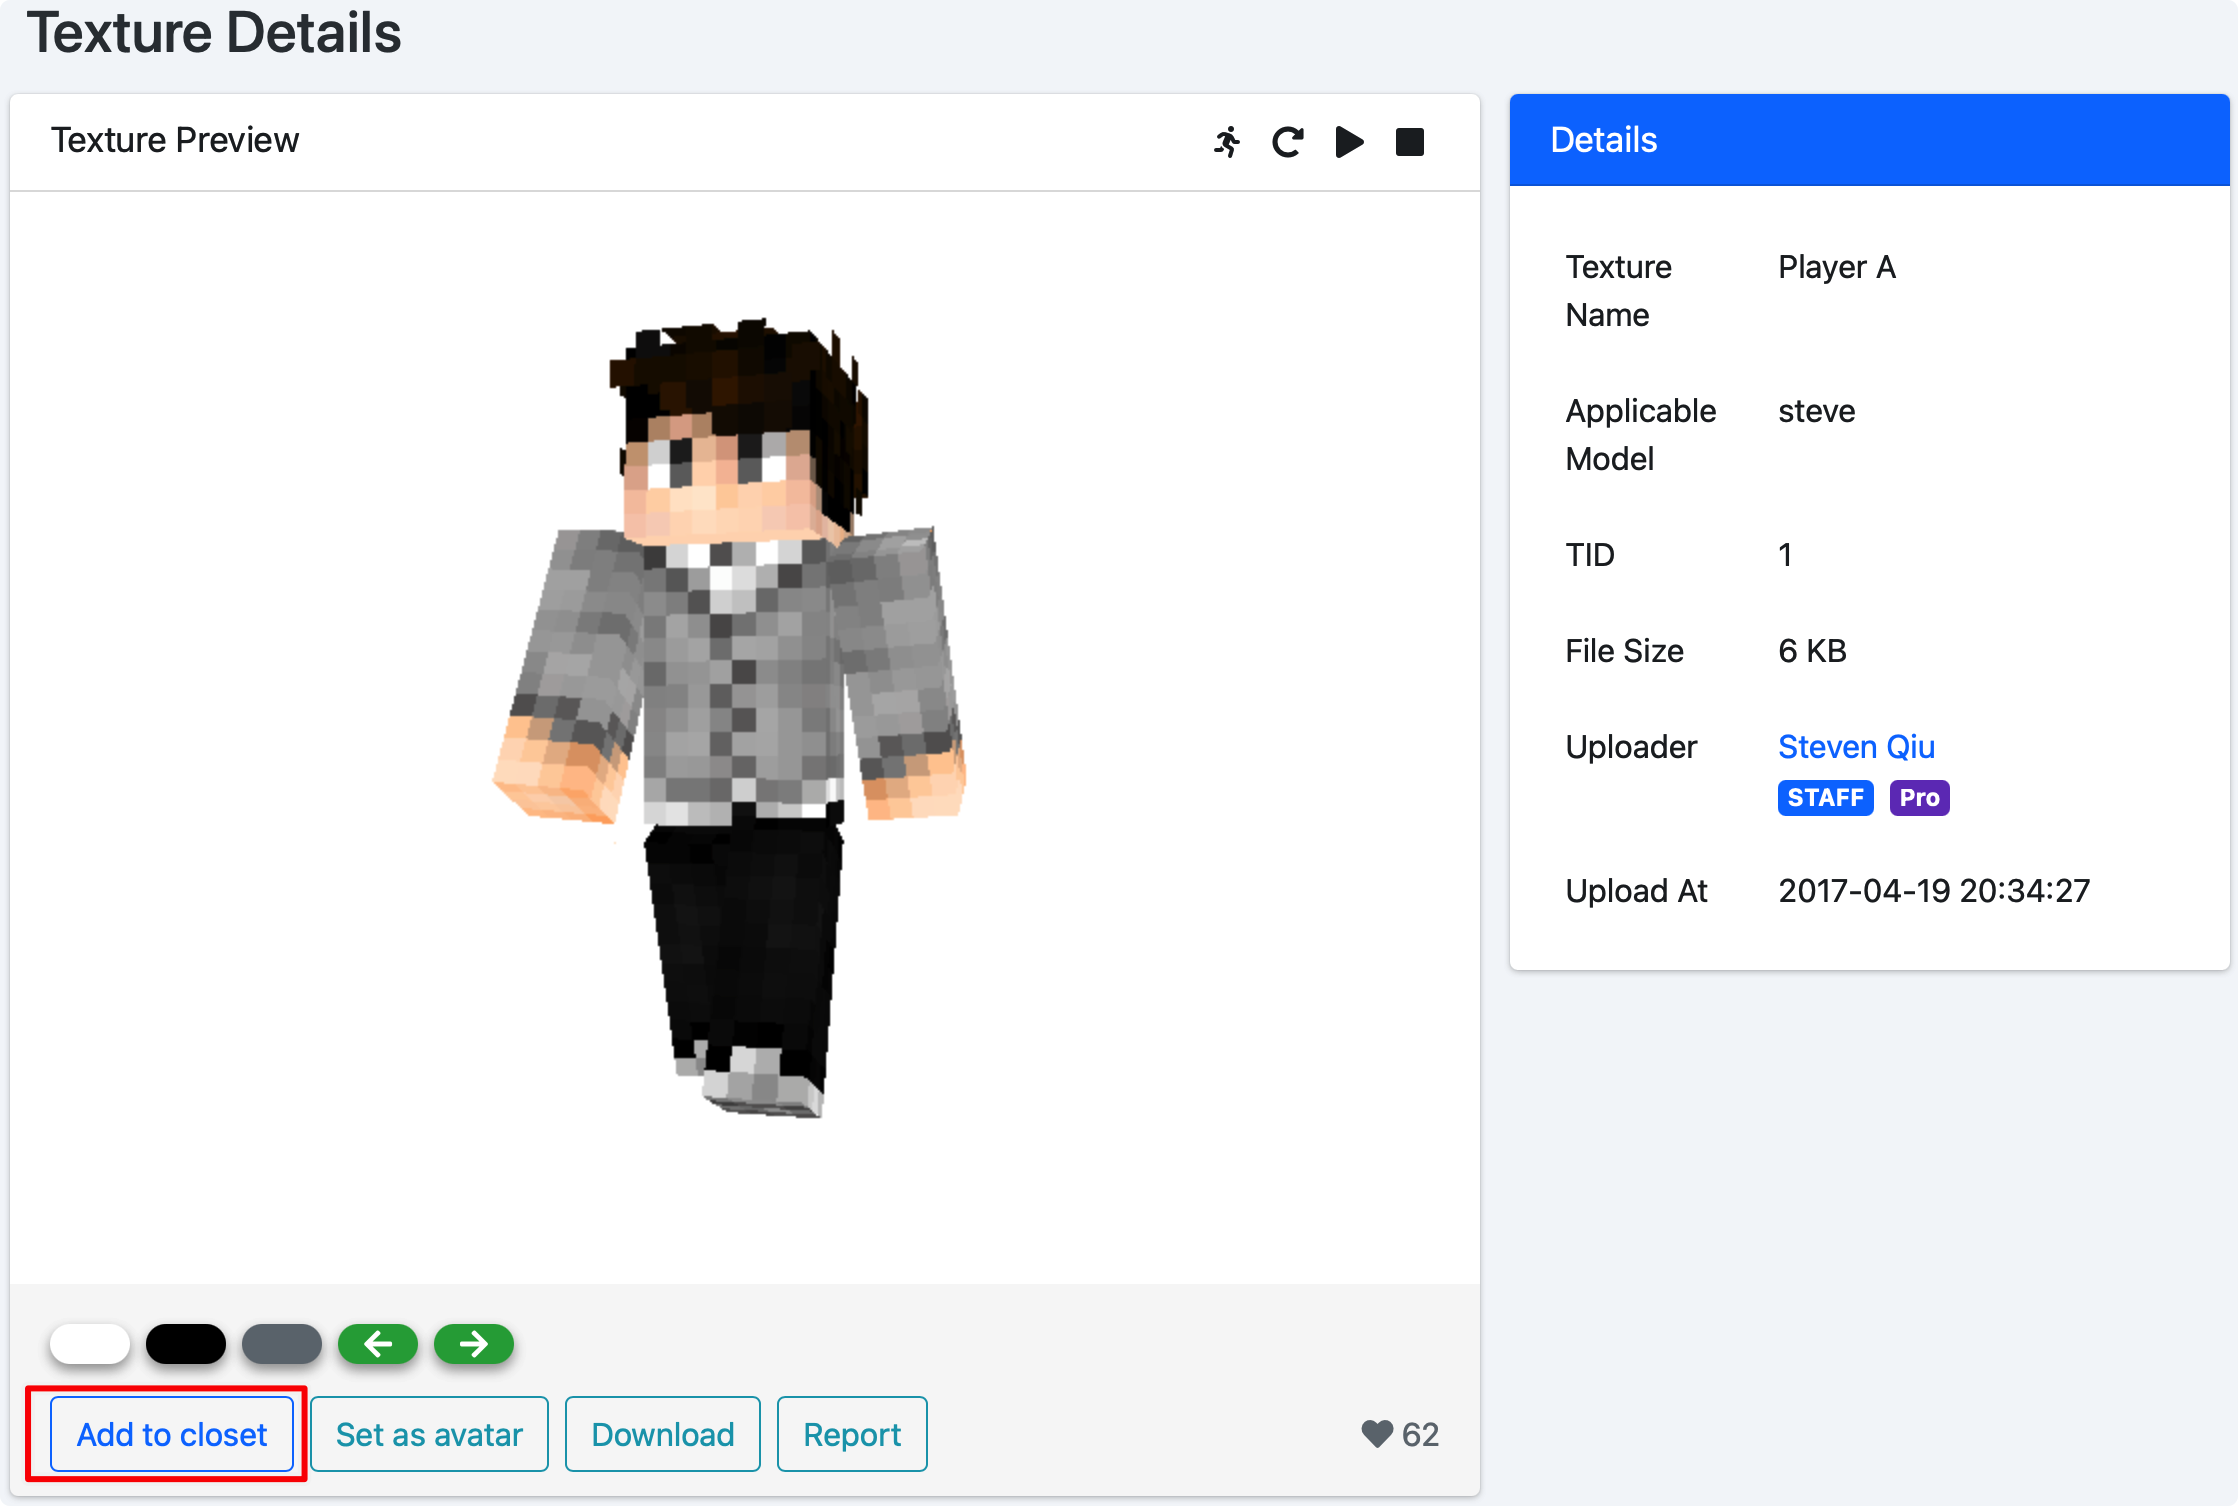 Texture Details
Texture Preview
Details
Texture Name
Player A
Applicable Model
steve
TID
1
File Size
6 KB
Uploader
Steven Qiu
STAFF Pro
Upload At
2017-04-19 20:34:27
Add to closet
Set as avatar
Download
Report
62